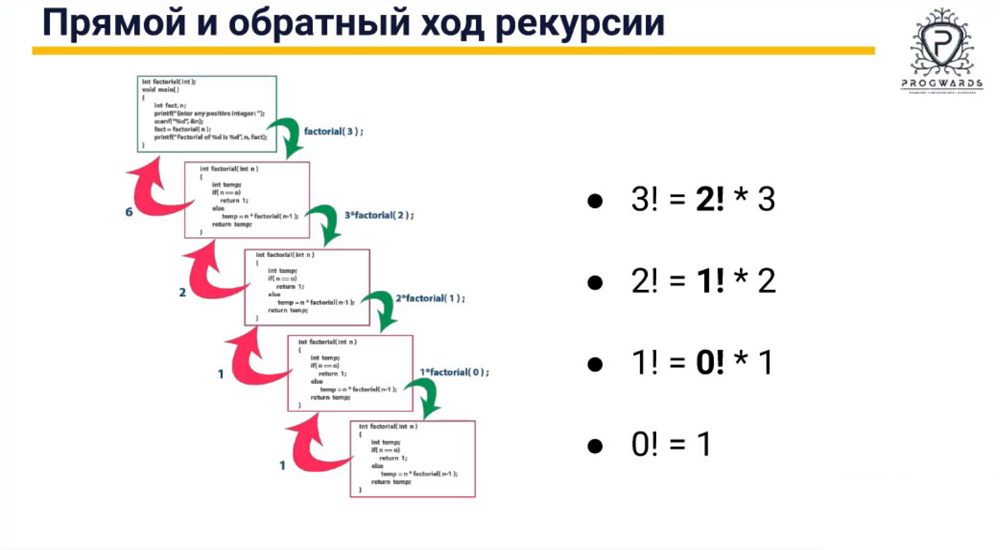 Прямой и обратный ход рекурсии
PROGWARDS
int factorial( int );
void main( )
{
int fact, n;
printf("Enter any positive integer: ");
scanf("%d", &n);
fact = factorial( n );
printf("Factorial of %d is %d", n, fact);
}
factorial( 3 ) ;
6
int factorial( int n )
{
int temp;
if( n == o)
return 1;
else
temp = n * factorial( n-1 );
return temp;
}
3*factorial( 2 ) ;
2
int factorial( int n )
{
int temp;
if( n == o)
return 1;
else
temp = n * factorial( n-1 );
return temp;
}
2*factorial( 1 ) ;
1
int factorial( int n )
{
int temp;
if( n == o)
return 1;
else
temp = n * factorial( n-1 );
return temp;
}
1*factorial( 0 ) ;
1
int factorial( int n )
{
int temp;
if( n == o)
return 1;
else
temp = n * factorial( n-1 );
return temp;
}
● 3! = 2! * 3
● 2! = 1! * 2
● 1! = 0! * 1
● 0! = 1